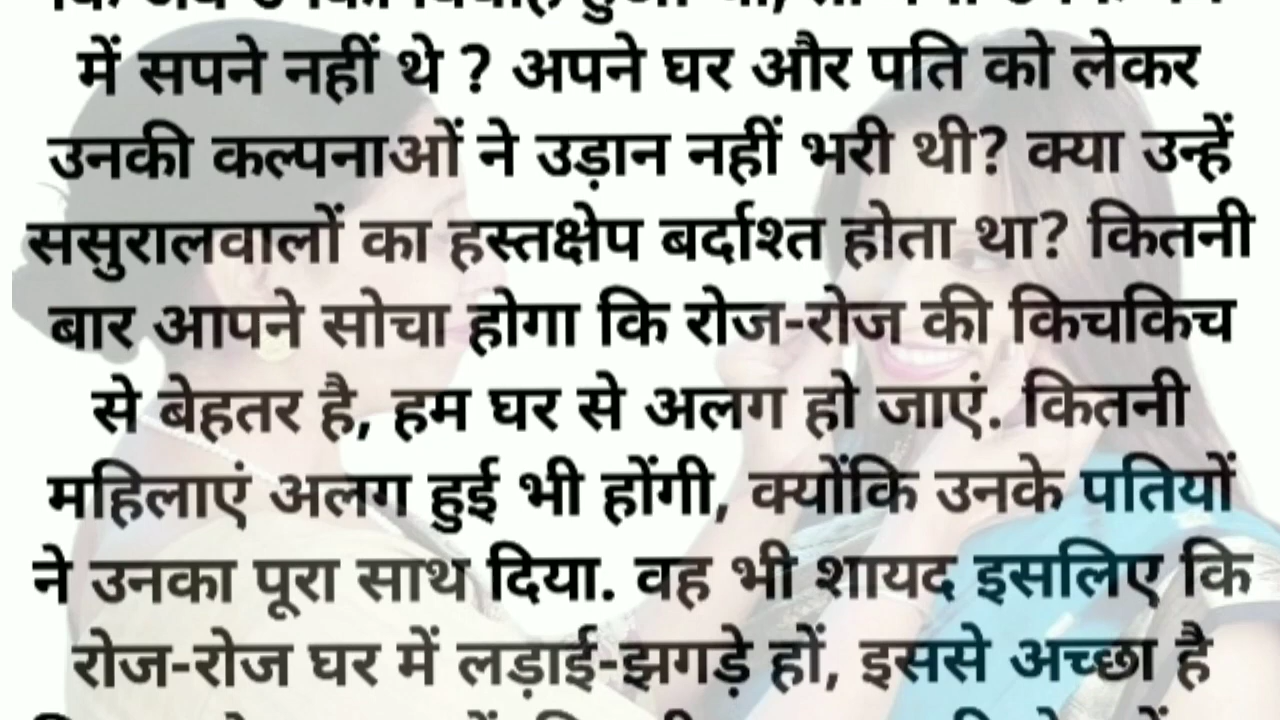 में सपने नहीं थे ? अपने घर और पति को लेकर
उनकी कल्पनाओं ने उड़ान नहीं भरी थी? क्या उन्हें
ससुरालवालों का हस्तक्षेप बर्दाश्त होता था? कितनी
बार आपने सोचा होगा कि रोज-रोज की किचकिच
से बेहतर है, हम घर से अलग हो जाएं. कितनी
महिलाएं अलग हुई भी होंगी, क्योंकि उनके पतियों
ने उनका पूरा साथ दिया. वह भी शायद इसलिए कि
रोज-रोज घर में लड़ाई-झगड़े हों, इससे अच्छा है